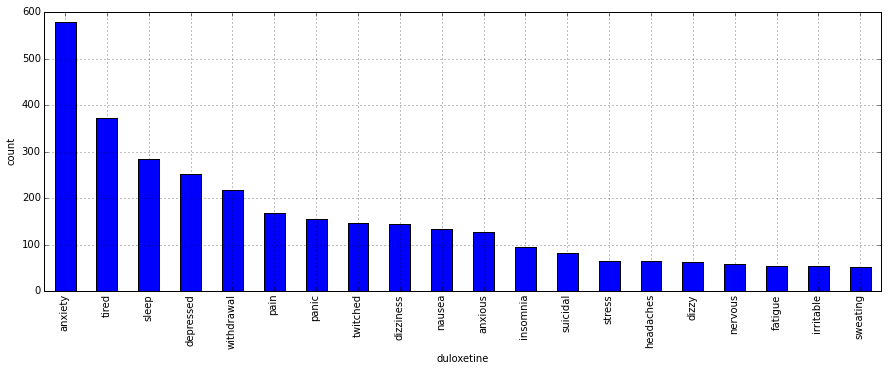 600
500
400
300
200
100
0
count
anxiety
tired
sleep
depressed
withdrawal
pain
panic
twitched
dizziness
nausea
anxious
insomnia
suicidal
stress
headaches
dizzy
nervous
fatigue
irritable
sweating
duloxetine